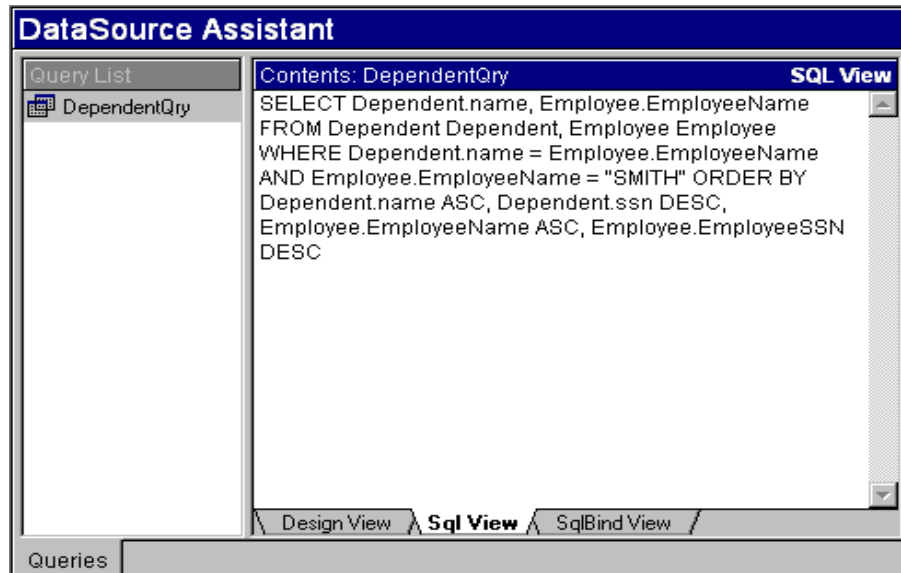 DataSource Assistant
Query List
DependentQry
Contents: DependentQry SQL View
SELECT Dependent.name, Employee.EmployeeName
FROM Dependent Dependent, Employee Employee
WHERE Dependent.name = Employee.EmployeeName
AND Employee.EmployeeName = "SMITH" ORDER BY
Dependent.name ASC, Dependent.ssn DESC,
Employee.EmployeeName ASC, Employee.EmployeeSSN
DESC
Design View Sql View SqlBind View
Queries